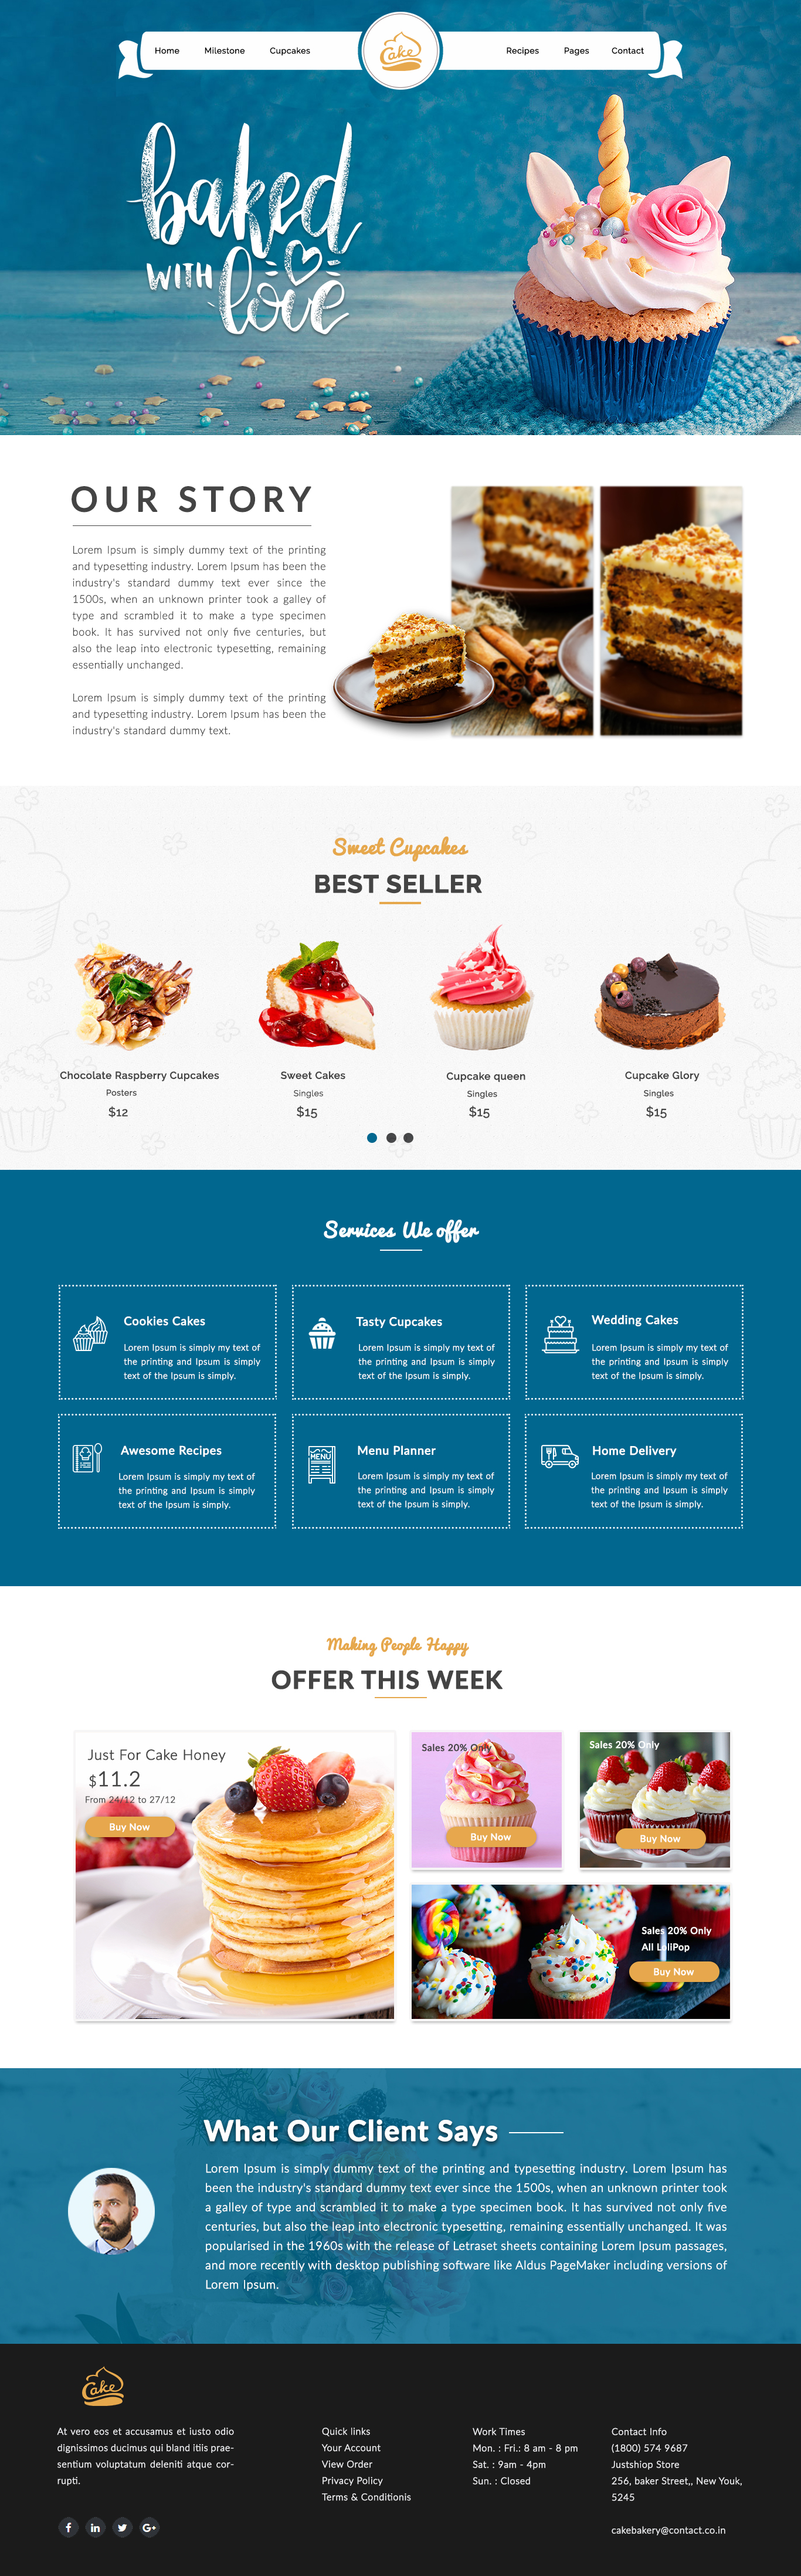 Home Milestone Cupcakes Cake Recipes Pages Contact
baked
WITH love
OUR STORY
Lorem Ipsum is simply dummy text of the printing
and typesetting industry. Lorem Ipsum has been the
industry's standard dummy text ever since the
1500s, when an unknown printer took a galley of
type and scrambled it to make a type specimen
book. It has survived not only five centuries, but
also the leap into electronic typesetting, remaining
essentially unchanged.
Lorem Ipsum is simply dummy text of the printing
and typesetting industry. Lorem Ipsum has been the
industry's standard dummy text.
Sweet Cupcakes
BEST SELLER
Chocolate Raspberry Cupcakes
Posters
$12
Sweet Cakes
Singles
$15
Cupcake queen
Singles
$15
Cupcake Glory
Singles
$15
Services We offer
Cookies Cakes
Lorem Ipsum is simply my text of
the printing and Ipsum is simply
text of the Ipsum is simply.
Tasty Cupcakes
Lorem Ipsum is simply my text of
the printing and Ipsum is simply
text of the Ipsum is simply.
Wedding Cakes
Lorem Ipsum is simply my text of
the printing and Ipsum is simply
text of the Ipsum is simply.
Awesome Recipes
Lorem Ipsum is simply my text of
the printing and Ipsum is simply
text of the Ipsum is simply.
MENU
Menu Planner
Lorem Ipsum is simply my text of
the printing and Ipsum is simply
text of the Ipsum is simply.
Home Delivery
Lorem Ipsum is simply my text of
the printing and Ipsum is simply
text of the Ipsum is simply.
Making People Happy
OFFER THIS WEEK
Just For Cake Honey
$11.2
From 24/12 to 27/12
Buy Now
Sales 20% Only
Buy Now
Sales 20% Only
Buy Now
Sales 20% Only
All LolliPop
Buy Now
What Our Client Says
Lorem Ipsum is simply dummy text of the printing and typesetting industry. Lorem Ipsum has
been the industry's standard dummy text ever since the 1500s, when an unknown printer took
a galley of type and scrambled it to make a type specimen book. It has survived not only five
centuries, but also the leap into electronic typesetting, remaining essentially unchanged. It was
popularised in the 1960s with the release of Letraset sheets containing Lorem Ipsum passages,
and more recently with desktop publishing software like Aldus PageMaker including versions of
Lorem Ipsum.
Cake
At vero eos et accusamus et iusto odio
dignissimos ducimus qui bland itiis prae-
sentium voluptatum deleniti atque cor-
rupti.
f in G+
Quick links
Your Account
View Order
Privacy Policy
Terms & Conditionis
Work Times
Mon. : Fri.: 8 am - 8 pm
Sat. : 9am - 4pm
Sun. : Closed
Contact Info
(1800) 574 9687
Justshiop Store
256, baker Street,, New Youk,
5245
cakebakery@contact.co.in